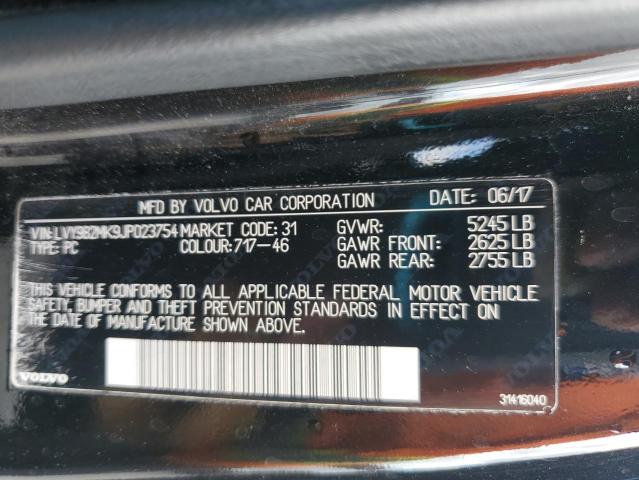 MFD BY VOLVO CAR CORPORATION DATE: 06/17
VIN: LVY982MK9JP023754 MARKET CODE: 31 GVWR: 5245 LB
TYPE: PC COLOUR: 717-46 GAWR FRONT: 2625 LB
GAWR REAR: 2755 LB
THIS VEHICLE CONFORMS TO ALL APPLICABLE FEDERAL MOTOR VEHICLE
SAFETY, BUMPER AND THEFT PREVENTION STANDARDS IN EFFECT ON
THE DATE OF MANUFACTURE SHOWN ABOVE.
VOLVO
31416040